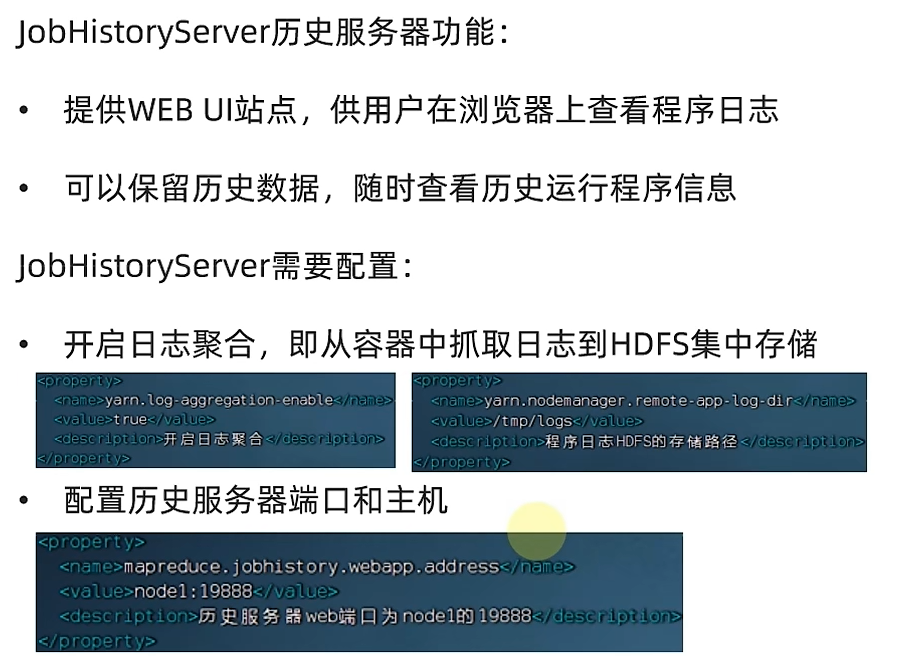 JobHistoryServer历史服务器功能：
• 提供WEB UI站点，供用户在浏览器上查看程序日志
• 可以保留历史数据，随时查看历史运行程序信息
JobHistoryServer需要配置：
• 开启日志聚合，即从容器中抓取日志到HDFS集中存储
<property>
<name>yarn.log-aggregation-enable</name>
<value>true</value>
<description>开启日志聚合</description>
</property>
<property>
<name>yarn.nodemanager.remote-app-log-dir</name>
<value>/tmp/logs</value>
<description>程序日志HDFS的存储路径</description>
</property>
• 配置历史服务器端口和主机
<property>
<name>mapreduce.jobhistory.webapp.address</name>
<value>node1:19888</value>
<description>历史服务器web端口为node1的19888</description>
</property>